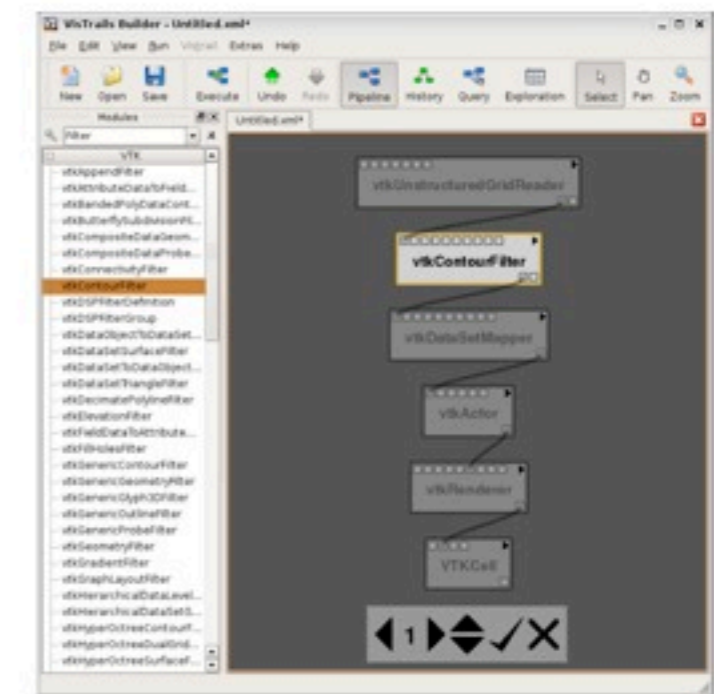 VisTrails Builder - Untitled.xml*
File Edit View Run Vistrail Extras Help
New Open Save Execute Undo Redo Pipeline History Query Exploration Select Pan Zoom
Modules
Untitled.xml*
Filter
VTK
vtkAppendFilter
vtkAttributeDataToField...
vtkBandedPolyDataCont...
vtkButterflySubdivisionFil...
vtkCompositeDataGeom...
vtkCompositeDataProbe...
vtkConnectivityFilter
vtkContourFilter
vtkDSPFilterDefinition
vtkDSPFilterGroup
vtkDataObjectToDataSet...
vtkDataSetSurfaceFilter
vtkDataSetToDataObject...
vtkDataSetTriangleFilter
vtkDecimatePolylineFilter
vtkElevationFilter
vtkFieldDataToAttribute...
vtkFillHolesFilter
vtkGenericContourFilter
vtkGenericGeometryFilter
vtkGenericGlyph3DFilter
vtkGenericOutlineFilter
vtkGenericProbeFilter
vtkGeometryFilter
vtkGradientFilter
vtkGraphLayoutFilter
vtkHierarchicalDataLevel...
vtkHierarchicalDataSetG...
vtkHyperOctreeContourF...
vtkHyperOctreeDualGrid...
vtkHyperOctreeSurfaceF...
vtkUnstructuredGridReader
vtkContourFilter
vtkDataSetMapper
vtkActor
vtkRenderer
VTKCell
1